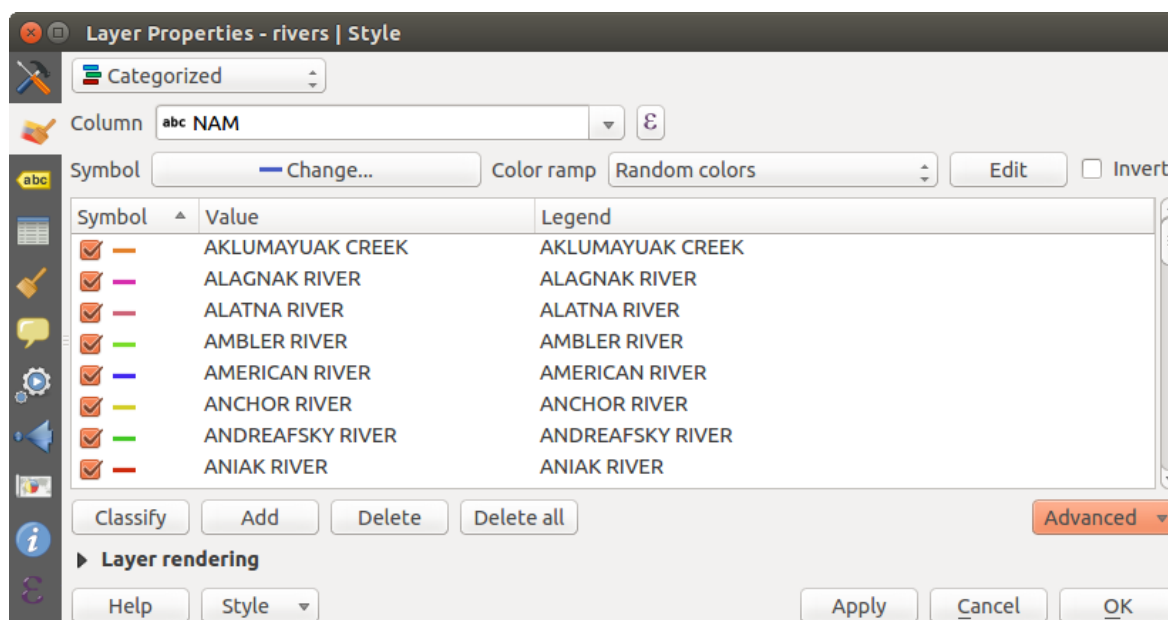 Layer Properties - rivers | Style
Categorized
Column abc NAM ε
abc Symbol Change... Color ramp Random colors Edit Invert
Symbol Value Legend
AKLUMAYUAK CREEK AKLUMAYUAK CREEK
ALAGNAK RIVER ALAGNAK RIVER
ALATNA RIVER ALATNA RIVER
AMBLER RIVER AMBLER RIVER
AMERICAN RIVER AMERICAN RIVER
ANCHOR RIVER ANCHOR RIVER
ANDREAFSKY RIVER ANDREAFSKY RIVER
ANIAK RIVER ANIAK RIVER
Classify Add Delete Delete all Advanced
i Layer rendering
ε Help Style Apply Cancel OK